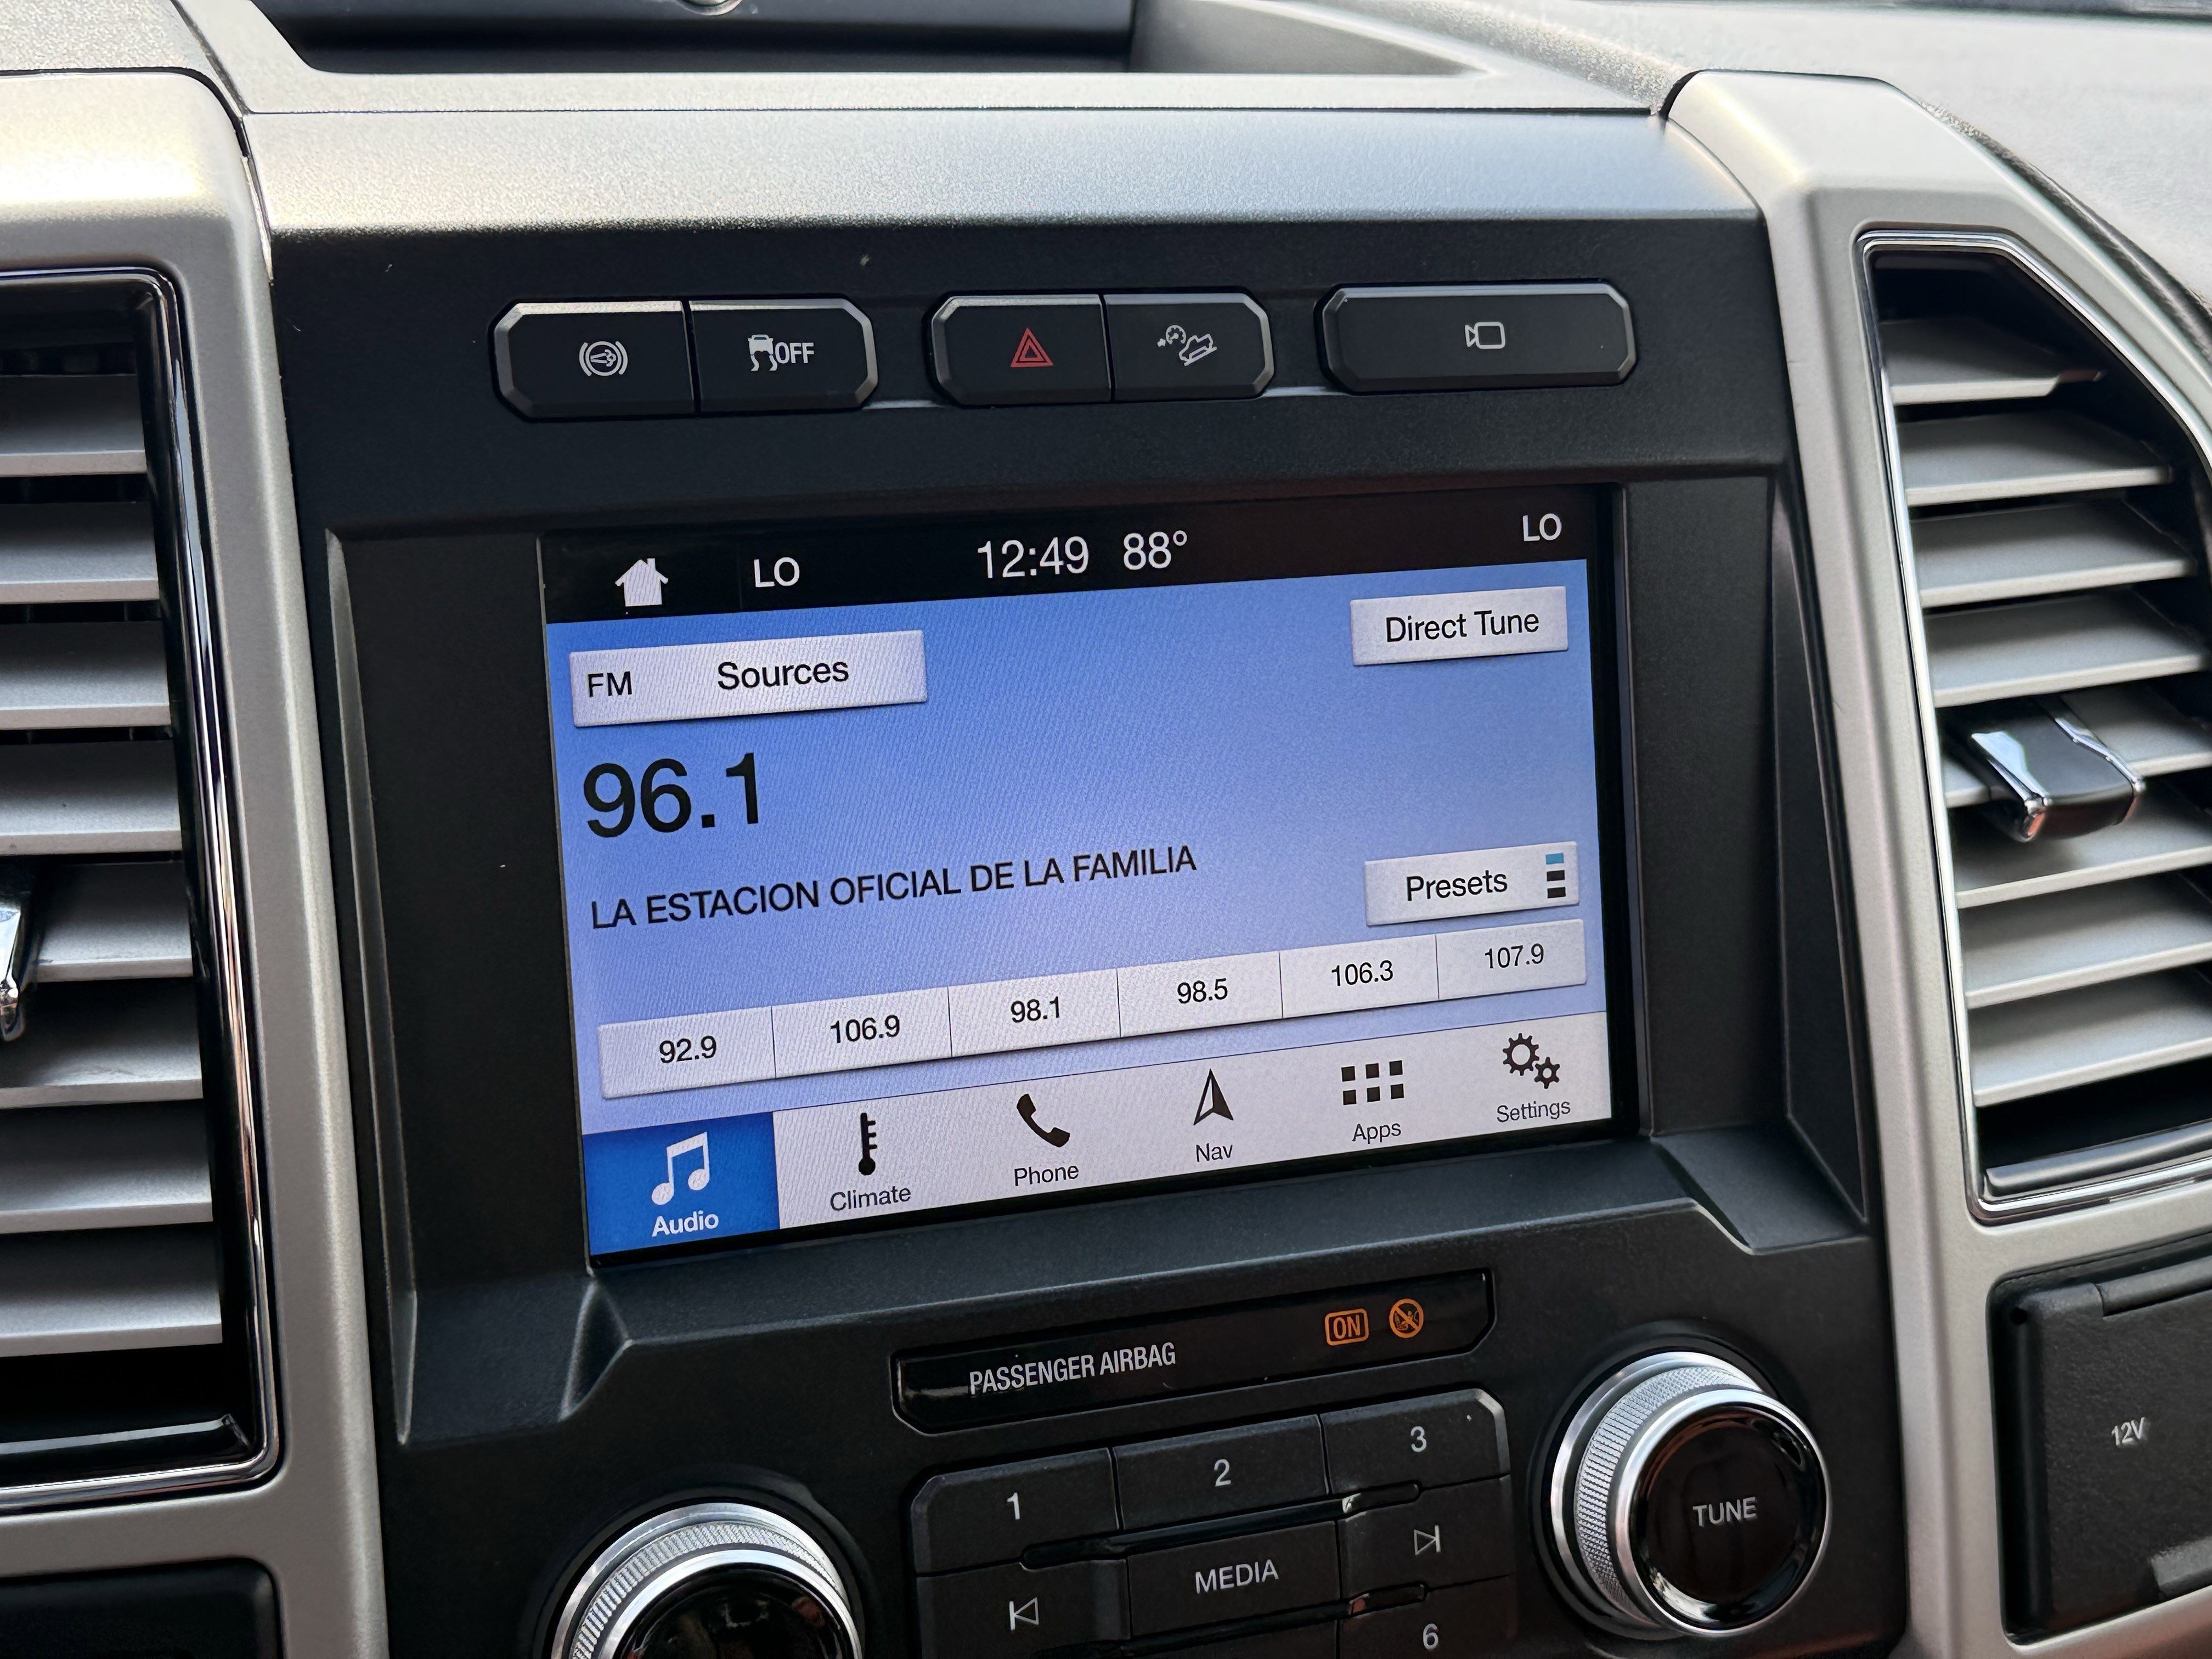 OFF
LO 12:49 88° LO
FM Sources
Direct Tune
96.1
LA ESTACION OFICIAL DE LA FAMILIA
Presets
92.9 106.9 98.1 98.5 106.3 107.9
Audio Climate Phone Nav Apps Settings
PASSENGER AIRBAG ON
1 2 3
MEDIA
6
TUNE
12V